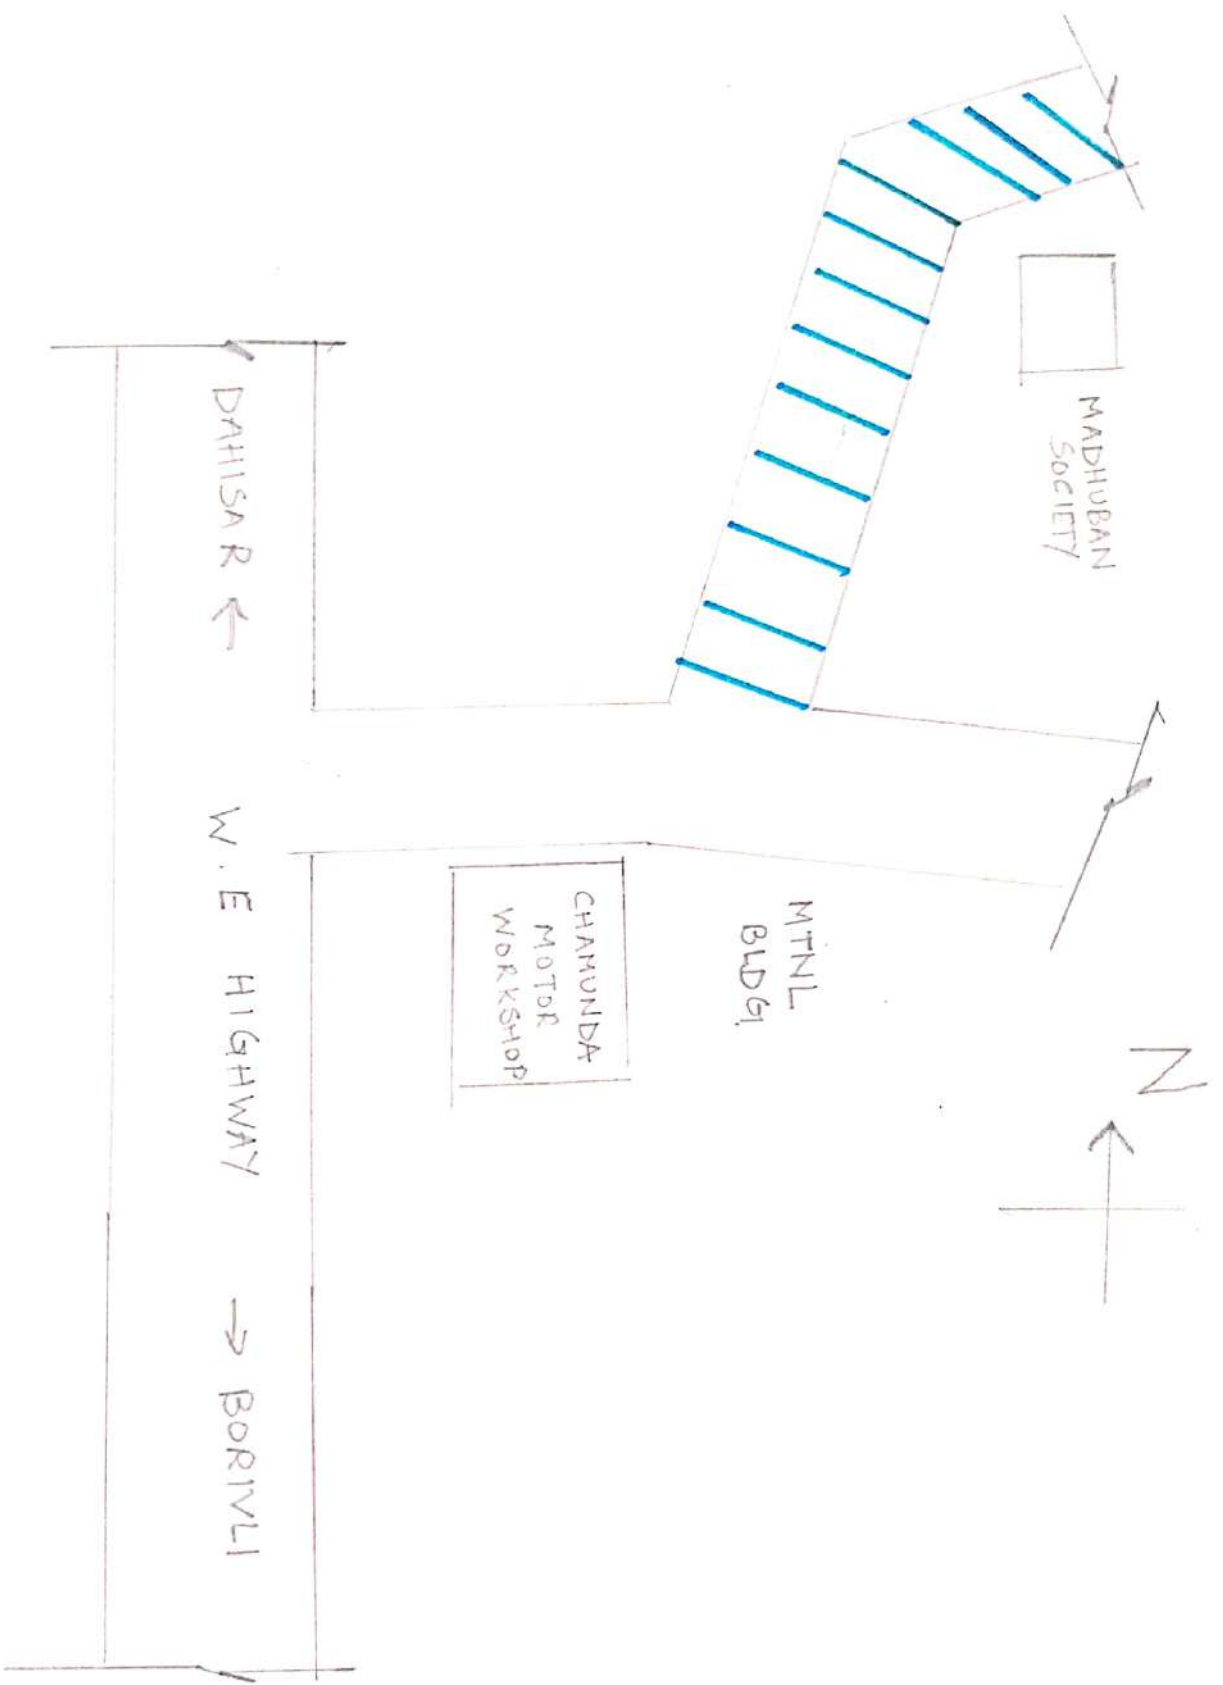 N
MADHUBAN
SOCIETY
MTNL
BLDG,
CHAMUNDA
MOTOR
WORKSHOP
DAHISAR ← W. E HIGHWAY → BORIVLI